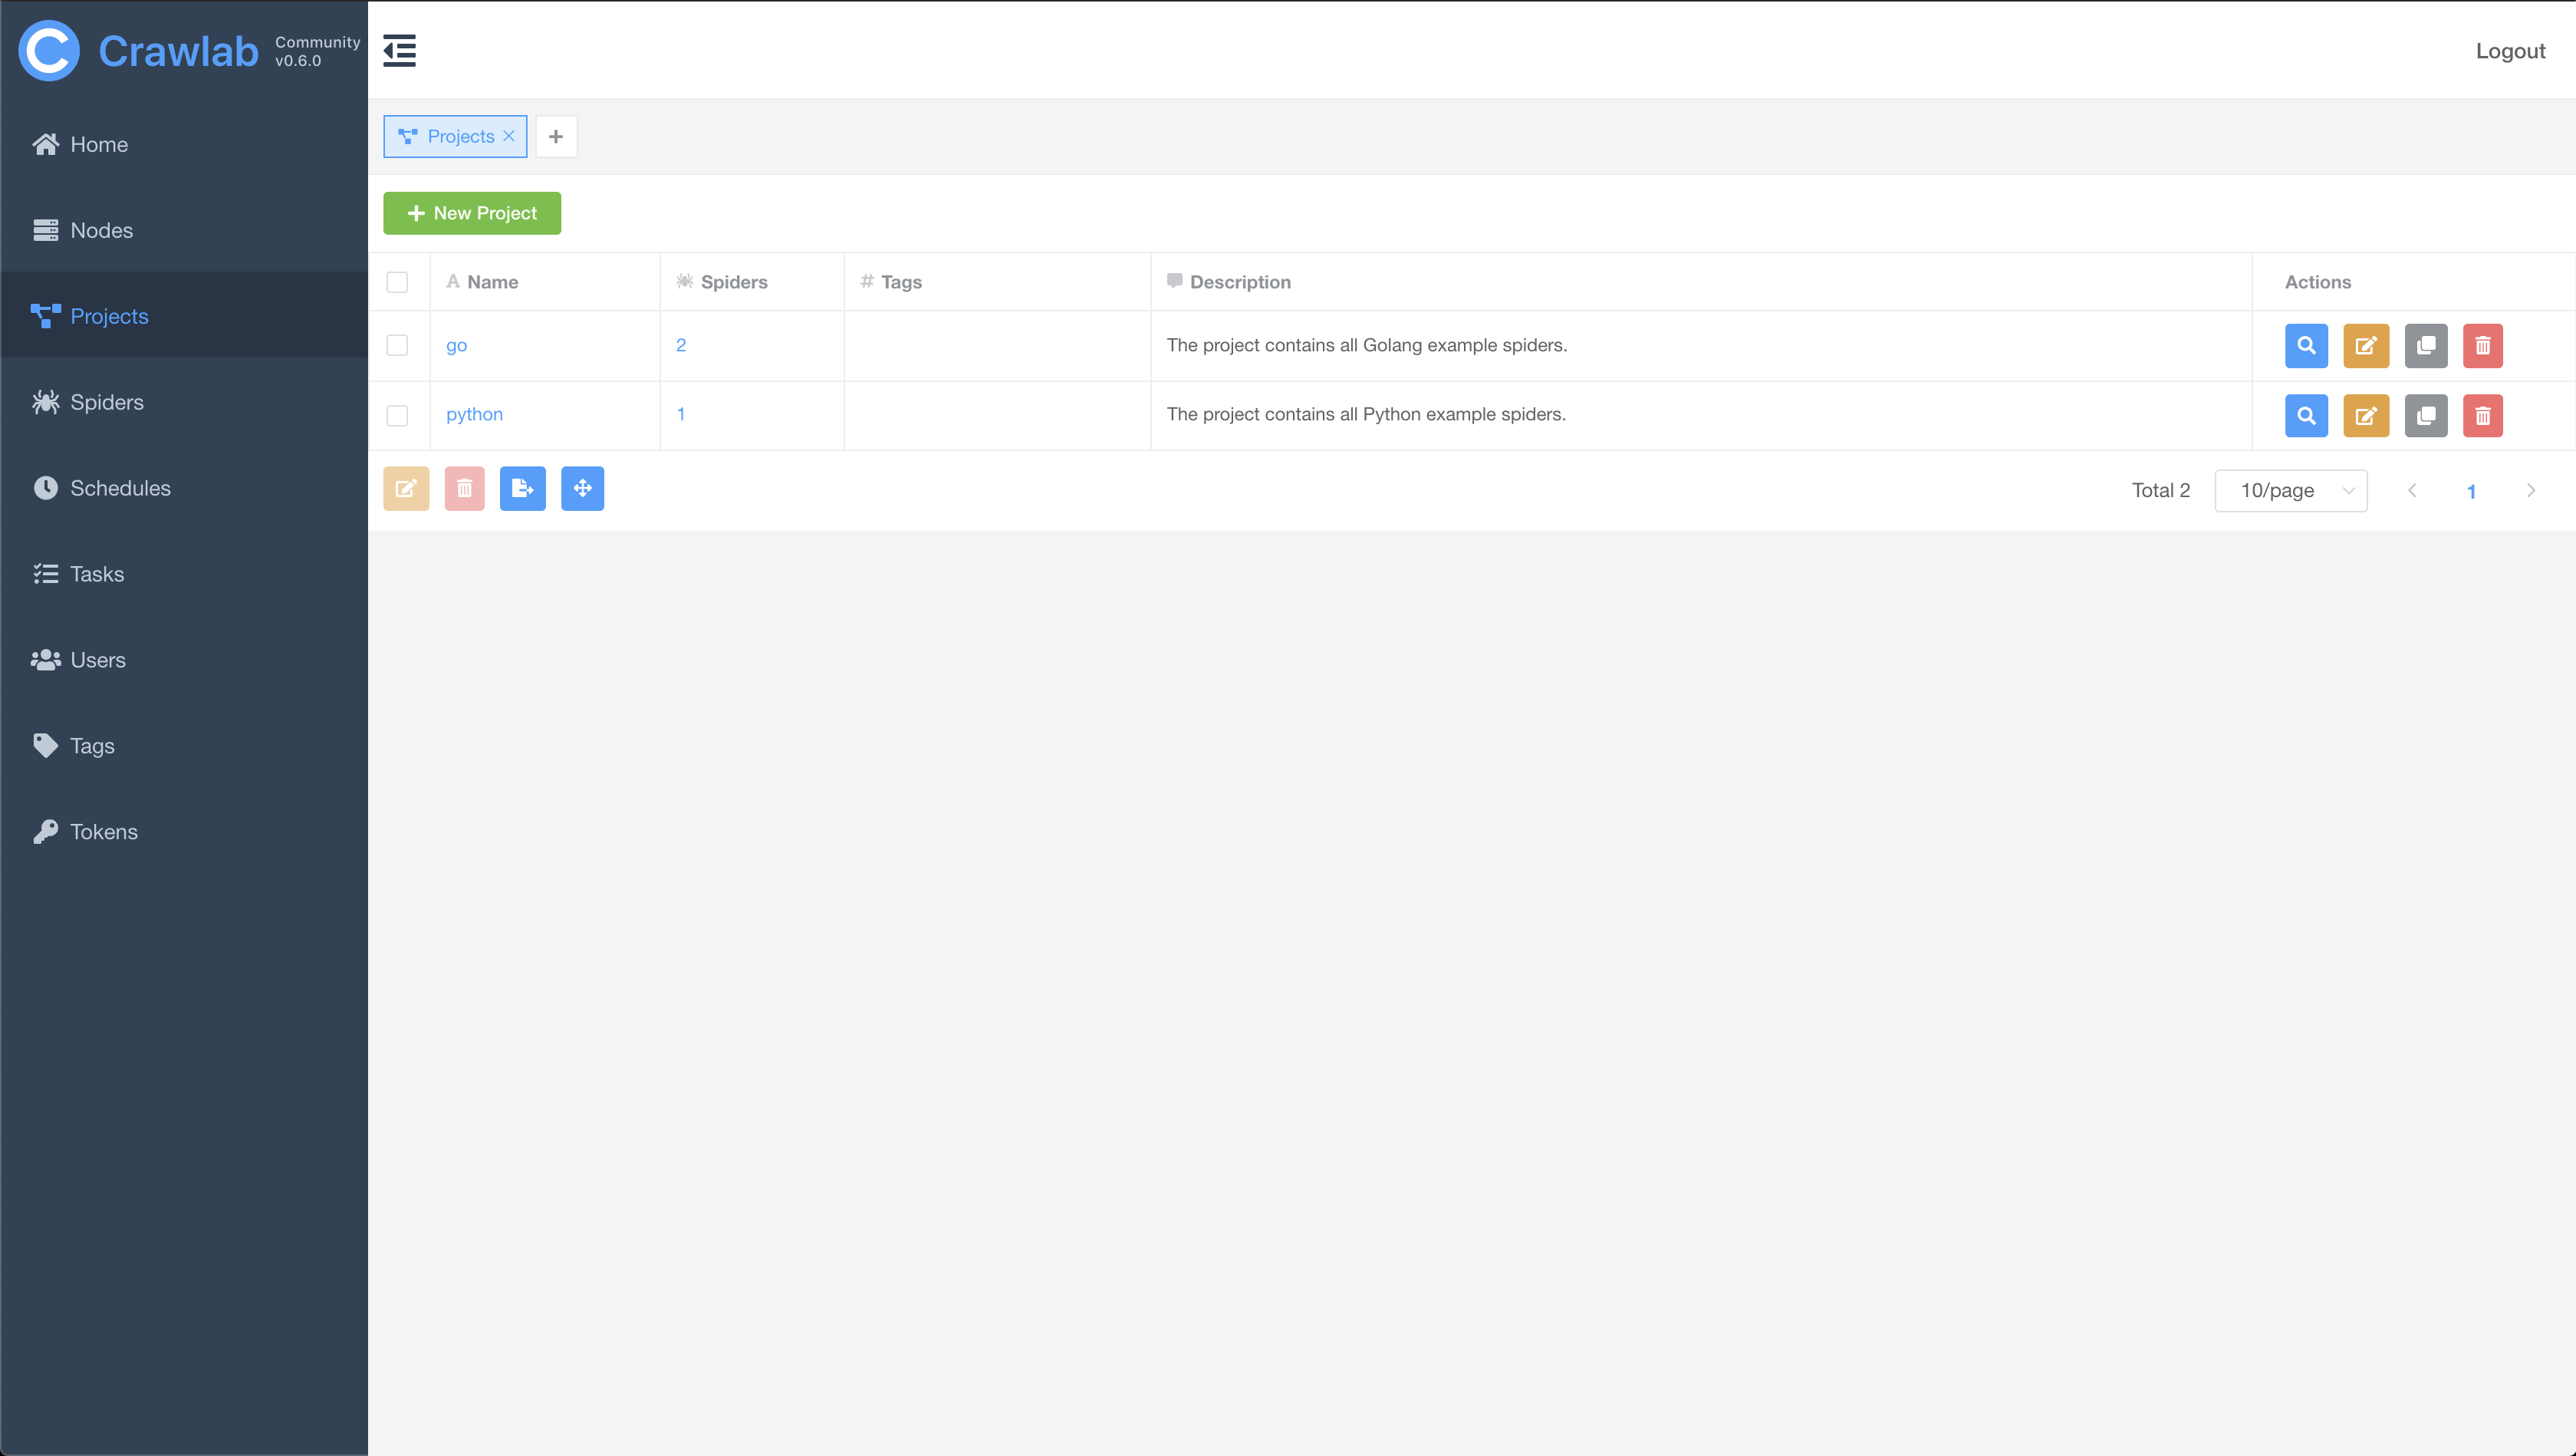 Crawlab
Community
v0.6.0
Logout
Home
Nodes
Projects
Spiders
Schedules
Tasks
Users
Tags
Tokens
Projects
New Project
Name Spiders # Tags Description Actions
go 2 The project contains all Golang example spiders.
python 1 The project contains all Python example spiders.
Total 2 10/page 1